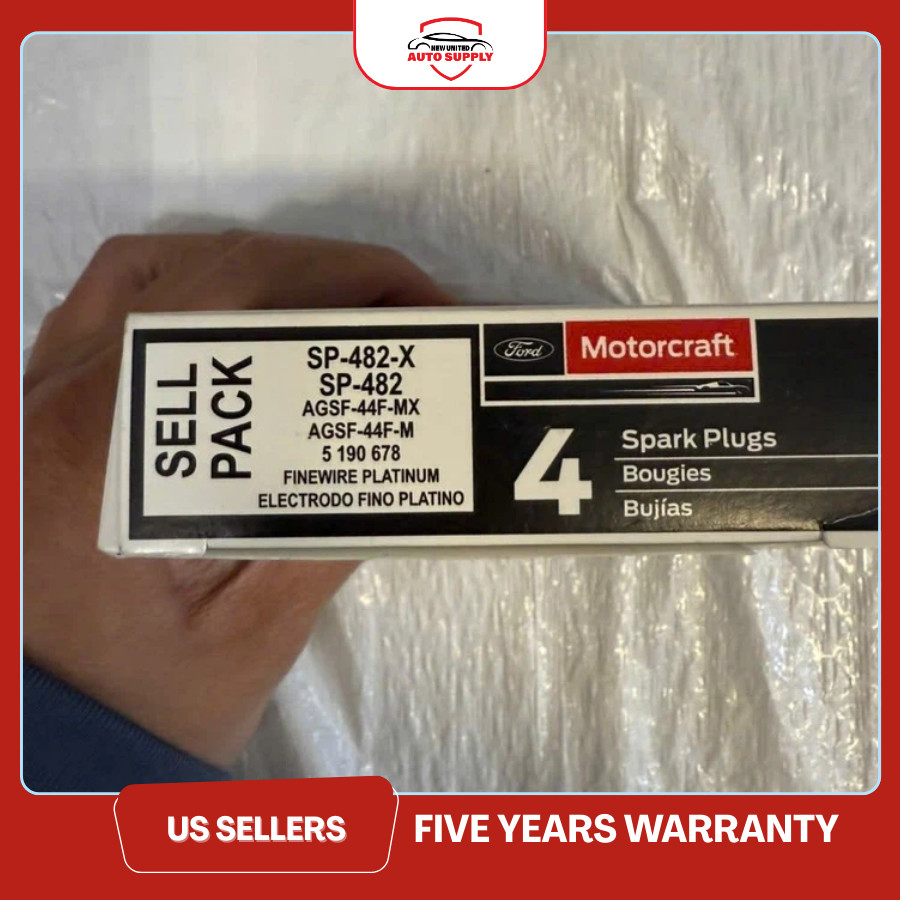 NEW UNITED
AUTO SUPPLY
SELL
PACK
SP-482-X
SP-482
AGSF-44F-MX
AGSF-44F-M
5 190 678
FINEWIRE PLATINUM
ELECTRODO FINO PLATINO
Ford
Motorcraft
4
Spark Plugs
Bougies
Bujías
US SELLERS
FIVE YEARS WARRANTY